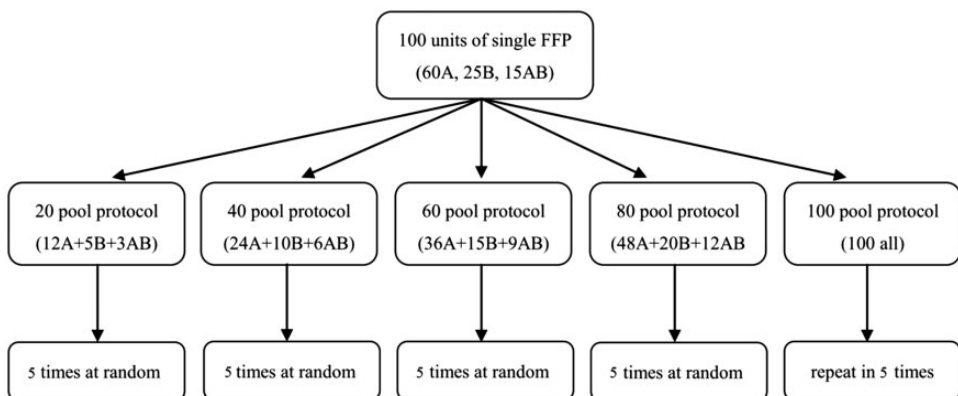 100 units of single FFP
(60A, 25B, 15AB)
20 pool protocol
(12A+5B+3AB)
40 pool protocol
(24A+10B+6AB)
60 pool protocol
(36A+15B+9AB)
80 pool protocol
(48A+20B+12AB
100 pool protocol
(100 all)
5 times at random
5 times at random
5 times at random
5 times at random
repeat in 5 times